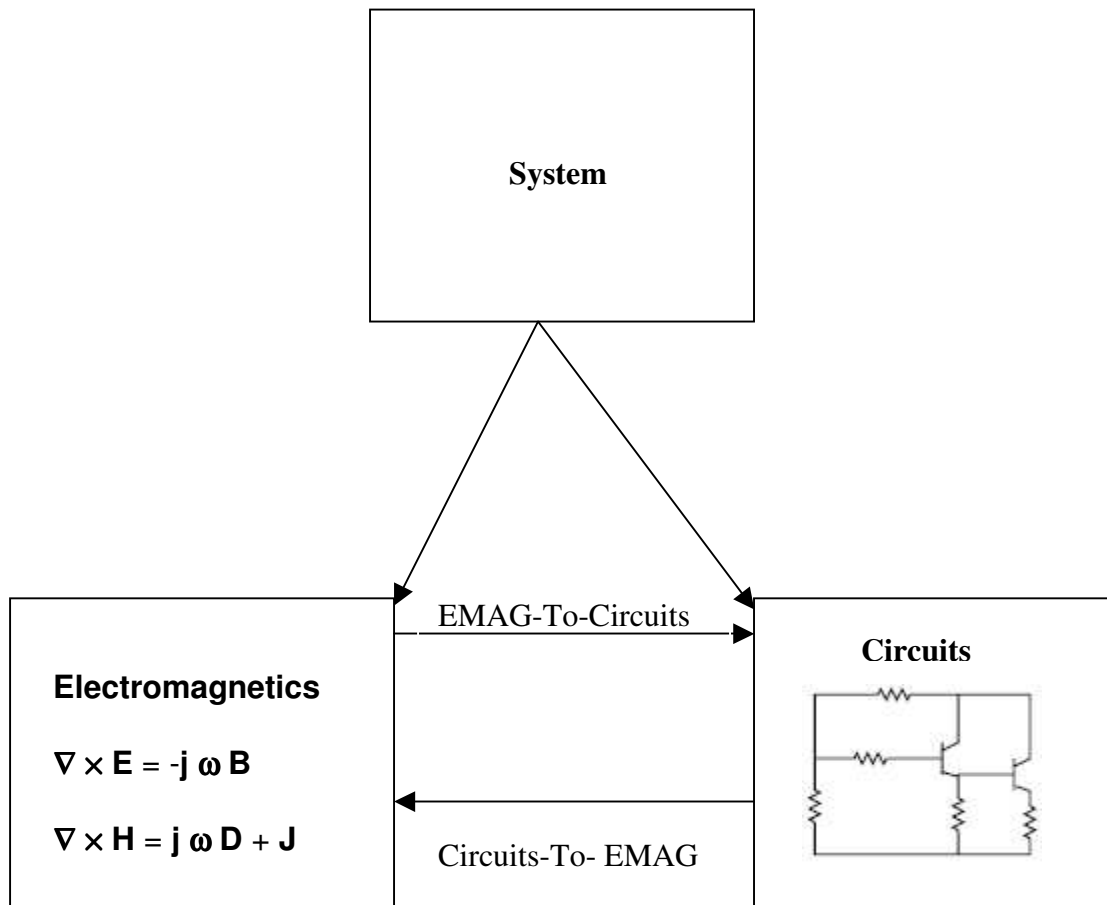 System
EMAG-To-Circuits
Circuits
Electromagnetics
∇ × E = -j ω B
∇ × H = j ω D + J
Circuits-To- EMAG